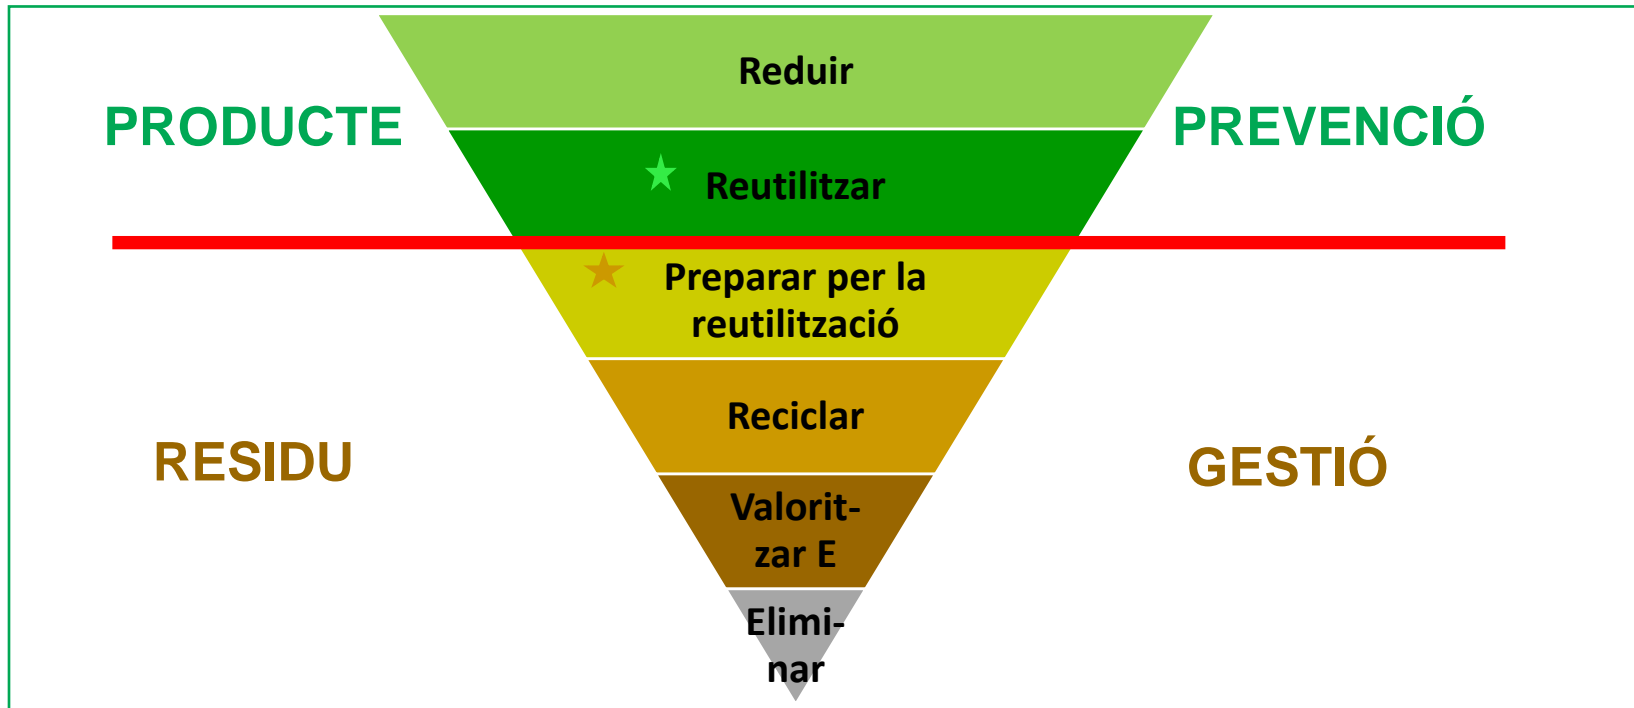 Reduir
PRODUCTE
PREVENCIÓ
Reutilitzar
Preparar per la
reutilització
Reciclar
RESIDU
GESTIÓ
Valorit-
zar E
Elimi-
nar